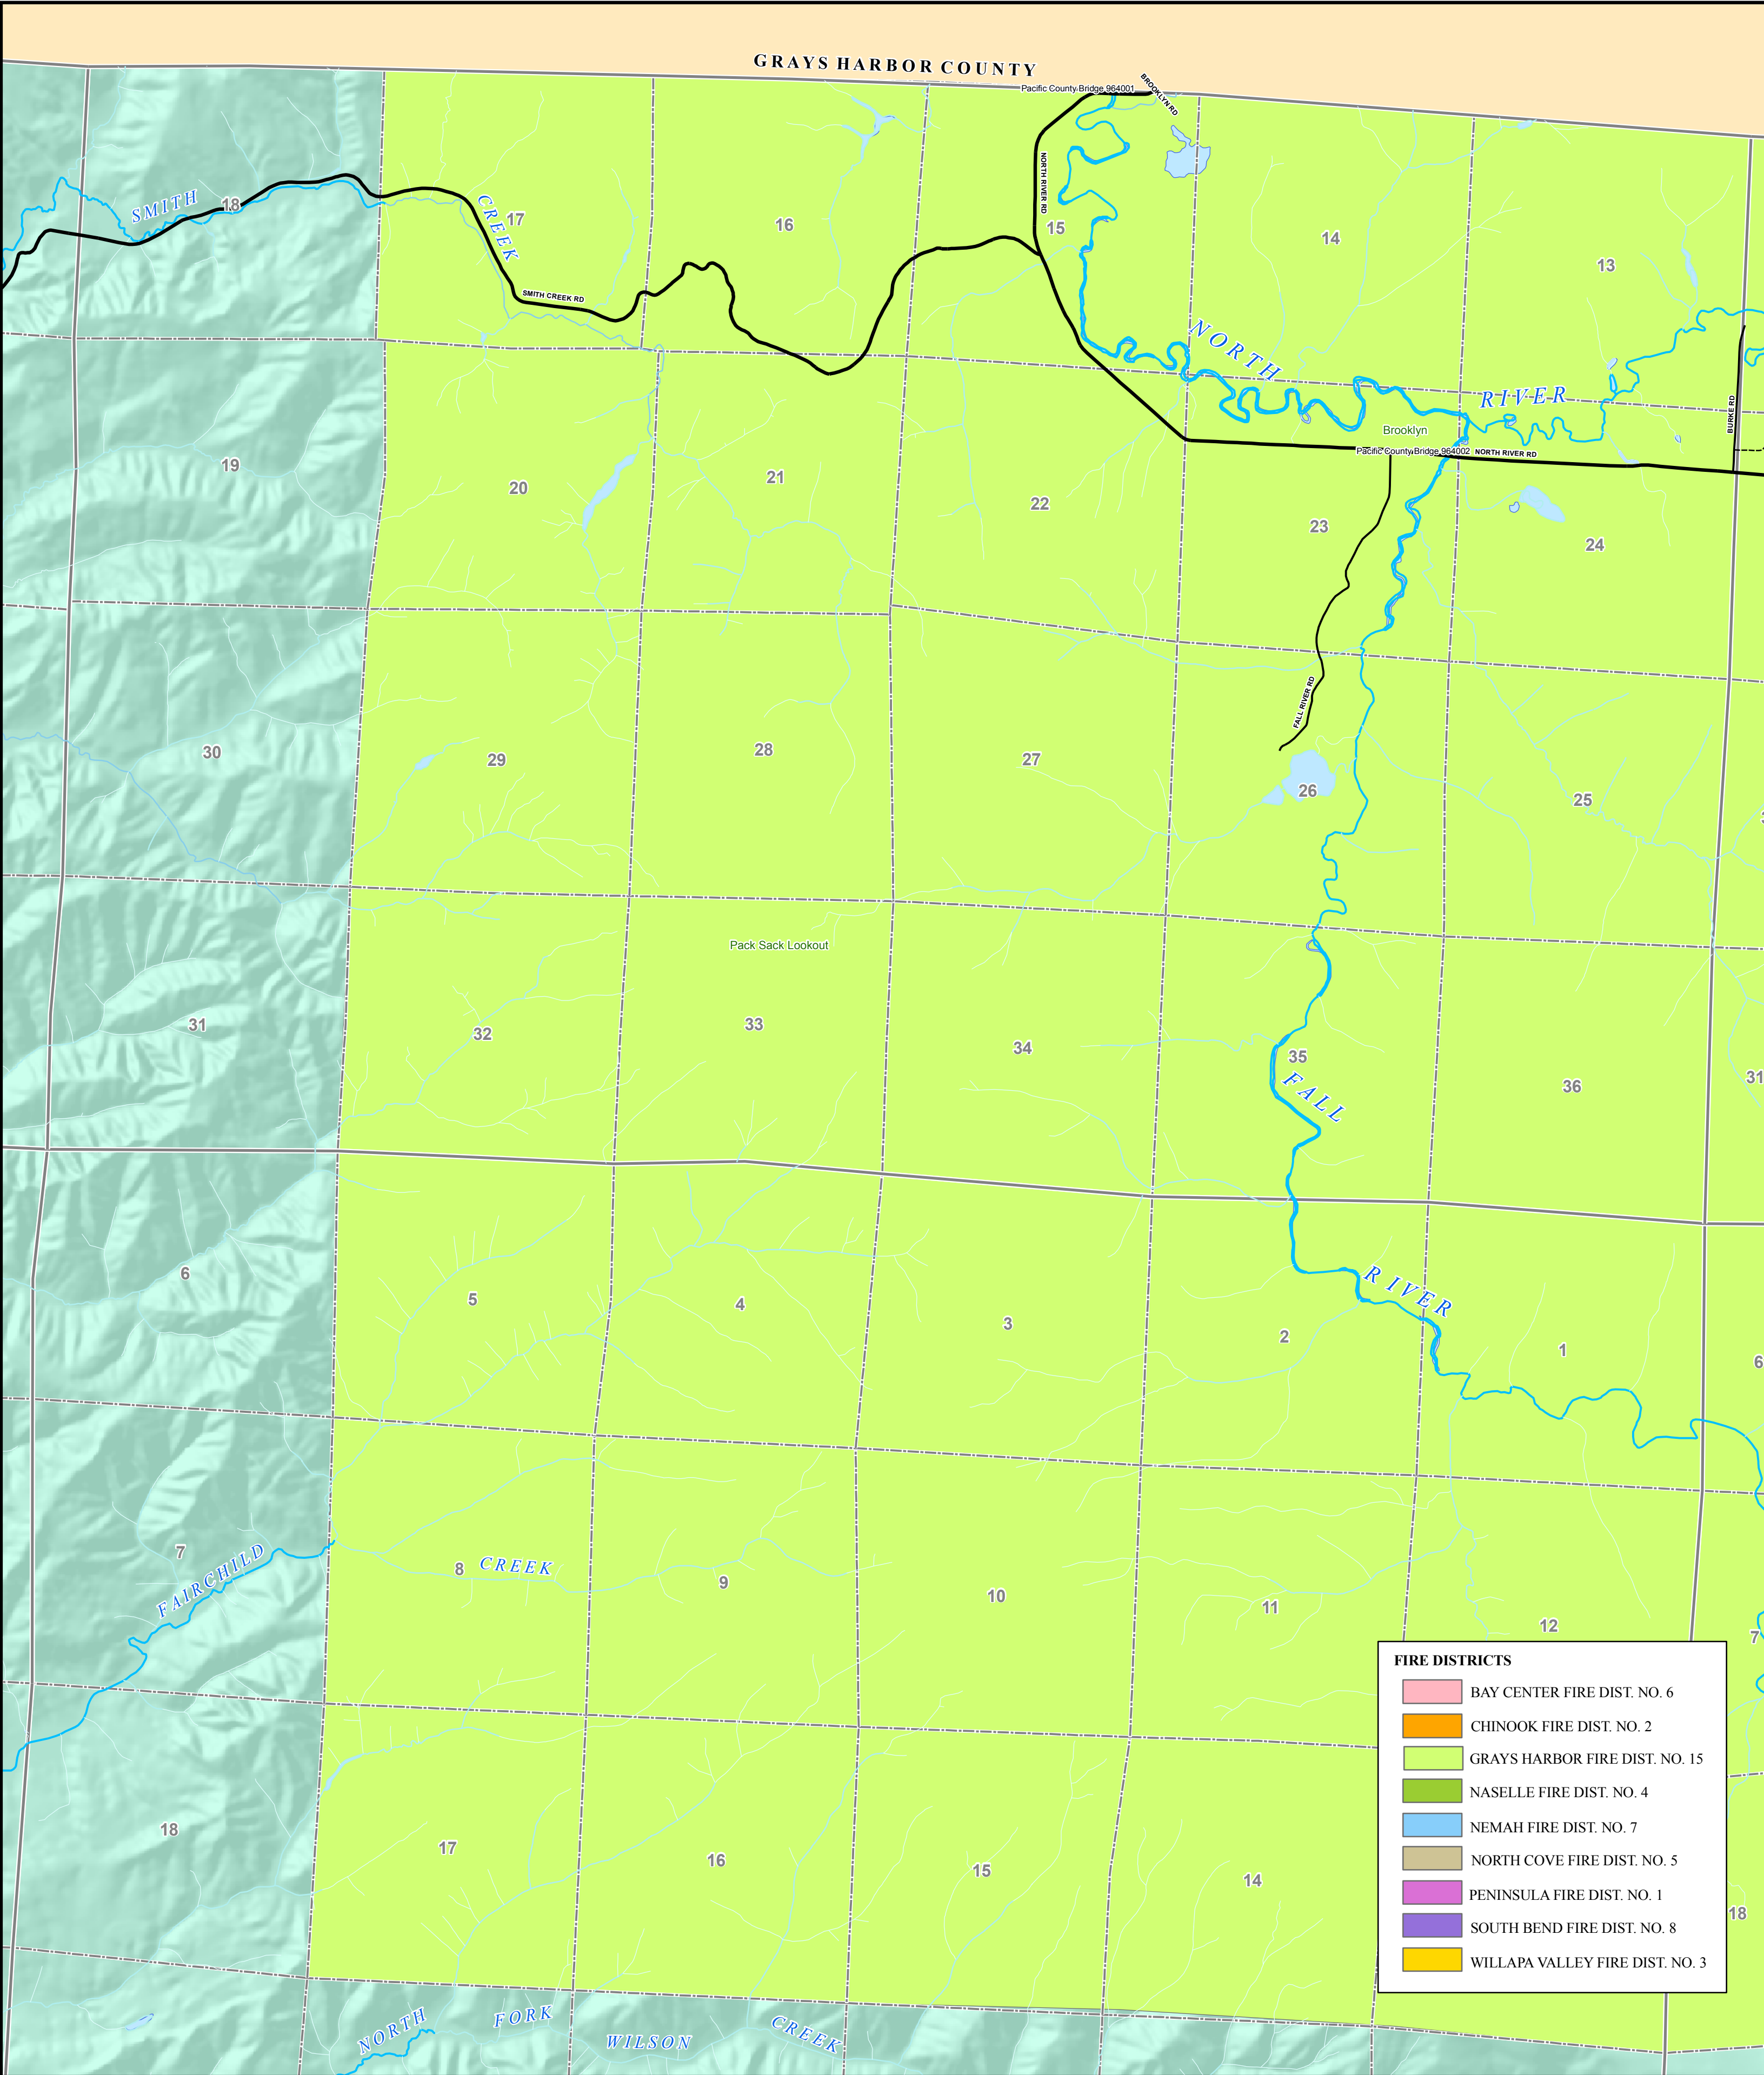 GRAYS HARBOR COUNTY
Pacific County Bridge 964001
BROOKLYN RD
NORTH RIVER RD
SMITH
CREEK
18
17
16
15
14
13
SMITH CREEK RD
NORTH
RIVER
BURKE RD
Brooklyn
Pacific County Bridge 964002
NORTH RIVER RD
19
20
21
22
23
24
FALL RIVER RD
30
29
28
27
26
25
Pack Sack Lookout
31
32
33
34
35
36
31
FALL
RIVER
6
5
4
3
2
1
6
7
FAIRCHILD
8
CREEK
9
10
11
12
7
FIRE DISTRICTS
BAY CENTER FIRE DIST. NO. 6
CHINOOK FIRE DIST. NO. 2
GRAYS HARBOR FIRE DIST. NO. 15
NASELLE FIRE DIST. NO. 4
NEMAH FIRE DIST. NO. 7
NORTH COVE FIRE DIST. NO. 5
PENINSULA FIRE DIST. NO. 1
SOUTH BEND FIRE DIST. NO. 8
WILLAPA VALLEY FIRE DIST. NO. 3
18
17
16
15
14
18
NORTH
FORK
WILSON
CREEK